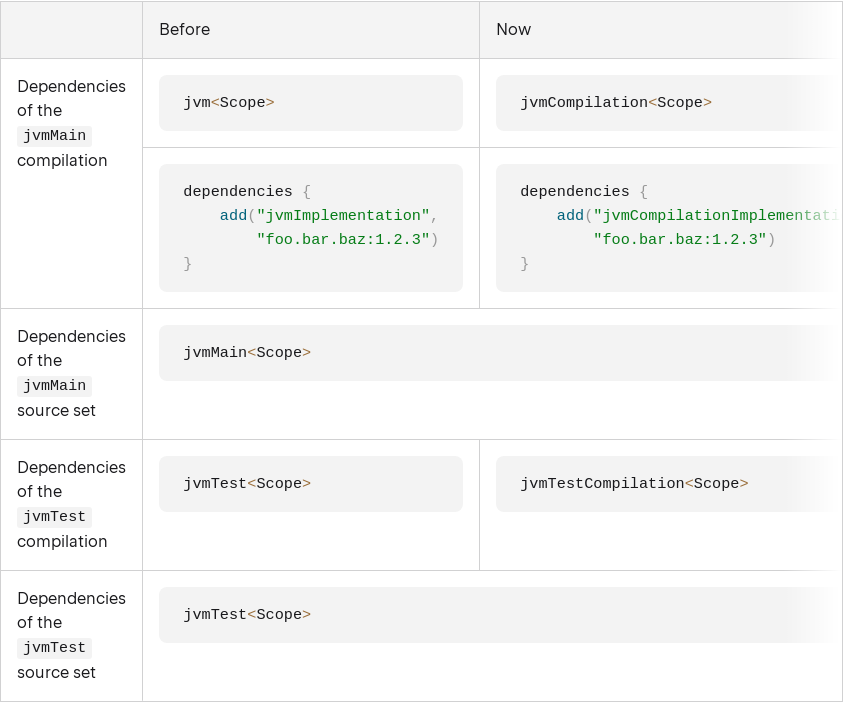 Before
Now
Dependencies
of the
jvmMain
compilation
jvm<Scope>
jvmCompilation<Scope>
dependencies {
    add("jvmImplementation",
        "foo.bar.baz:1.2.3")
}
dependencies {
    add("jvmCompilationImplementati
        "foo.bar.baz:1.2.3")
}
Dependencies
of the
jvmMain
source set
jvmMain<Scope>
Dependencies
of the
jvmTest
compilation
jvmTest<Scope>
jvmTestCompilation<Scope>
Dependencies
of the
jvmTest
source set
jvmTest<Scope>